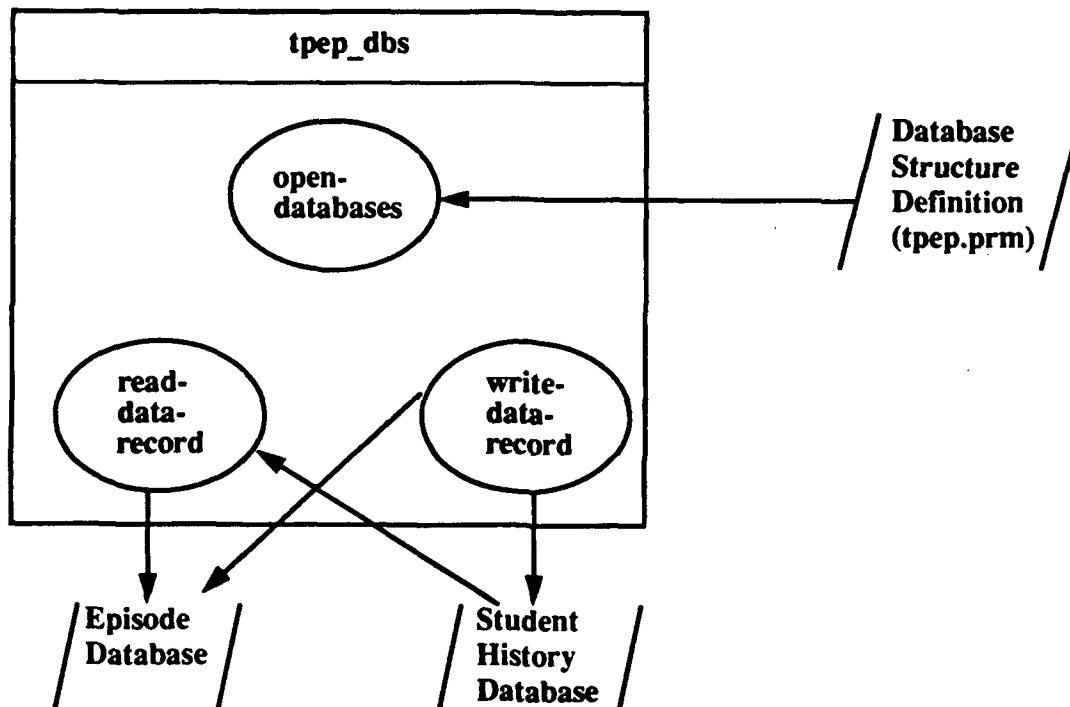 tpep_dbs
open-
databases
Database
Structure
Definition
(tpep.prm)
read-
data-
record
write-
data-
record
Episode
Database
Student
History
Database